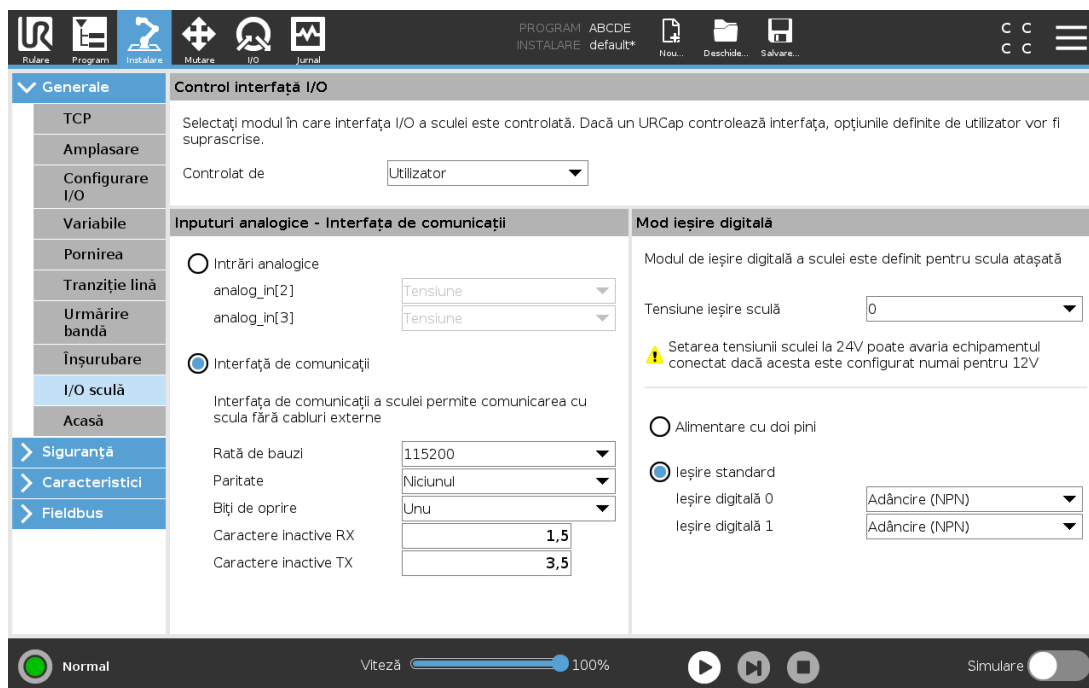 UR
PROGRAM ABCDE
INSTALARE default*
C C
C C
Rulare Program Instalare Mutare I/O Jurnal Nou... Deschide... Salvare...
Generale
TCP
Amplasare
Configurare
I/O
Variabile
Pornirea
Tranziție lină
Urmărire
bandă
Înșurubare
I/O sculă
Acasă
Siguranță
Caracteristici
Fieldbus
Control interfață I/O
Selectați modul în care interfața I/O a sculei este controlată. Dacă un URCap controlează interfața, opțiunile definite de utilizator vor fi
suprascrise.
Controlat de Utilizator
Inputuri analogice - Interfața de comunicații
Intrări analogice
analog_in[2] Tensiune
analog_in[3] Tensiune
Interfață de comunicații
Interfața de comunicații a sculei permite comunicarea cu
scula fără cabluri externe
Rată de bauzi 115200
Paritate Niciunul
Biți de oprire Unu
Caractere inactive RX 1,5
Caractere inactive TX 3,5
Mod ieșire digitală
Modul de ieșire digitală a sculei este definit pentru scula atașată
Tensiune ieșire sculă 0
Setarea tensiunii sculei la 24V poate avaria echipamentul
conectat dacă acesta este configurat numai pentru 12V
Alimentare cu doi pini
Ieșire standard
Ieșire digitală 0 Adâncire (NPN)
Ieșire digitală 1 Adâncire (NPN)
Normal Viteză 100% Simulare